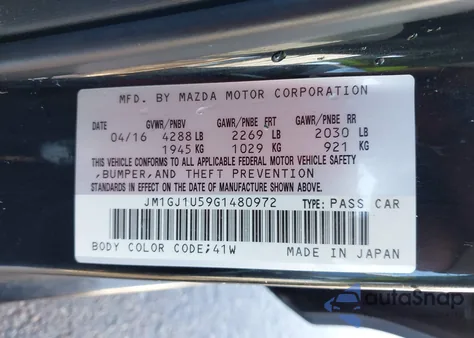 MFD. BY MAZDA MOTOR CORPORATION
DATE GVWR/PNBV GAWR/PNBE FRT GAWR/PNBE RR
04/16 4288 LB 2269 LB 2030 LB
1945 KG 1029 KG 921 KG
THIS VEHICLE CONFORMS TO ALL APPLICABLE FEDERAL MOTOR VEHICLE SAFETY,
,BUMPER,AND THEFT PREVENTION
STANDARDS IN EFFECT ON THE DATE OF MANUFACTURE SHOWN ABOVE.
JM1GJ1U59G1480972 TYPE: PASS CAR
BODY COLOR CODE;41W MADE IN JAPAN
autoSnap